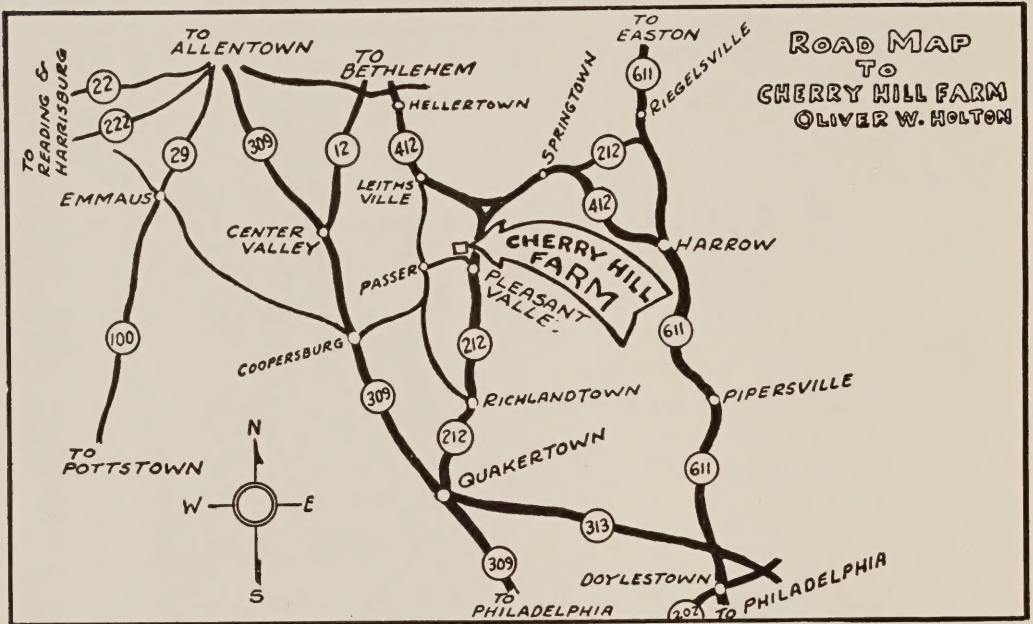 ROAD MAP
TO
CHERRY HILL FARM
OLIVER W. HOLTON
TO
ALLENTOWN
TO
BETHLEHEM
TO
EASTON
TO
READING &
HARRISBURG
22
222
29
309
12
412
611
HELLERTOWN
SPRINGTOWN
RIEGELSVILLE
212
412
EMMAUS
LEITHS
VILLE
CENTER
VALLEY
CHERRY HILL
FARM
HARROW
PASSER
PLEASANT
VALLE
100
212
611
COOPERSBURG
309
RICHLANDTOWN
PIPERSVILLE
212
QUAKERTOWN
611
TO
POTTSTOWN
N
W
E
S
313
309
TO
PHILADELPHIA
DOYLESTOWN
202
TO PHILADELPHIA